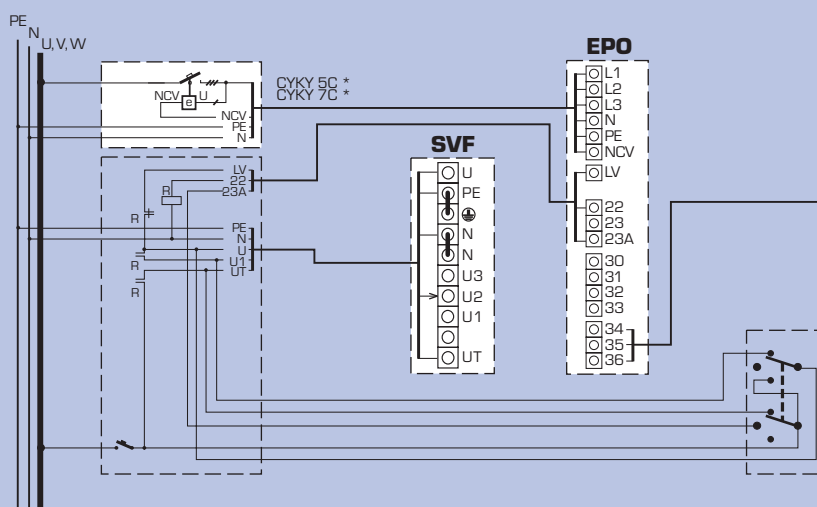 PE
N
U, V, W
NCV
U
e
NCV
PE
N
CYKY 5C *
CYKY 7C *
LV
22
23A
R
R
PE
N
U
U1
UT
R
R
SVF
U
PE
N
N
U3
U2
U1
UT
EPO
L1
L2
L3
N
PE
NCV
LV
22
23
23A
30
31
32
33
34
35
36